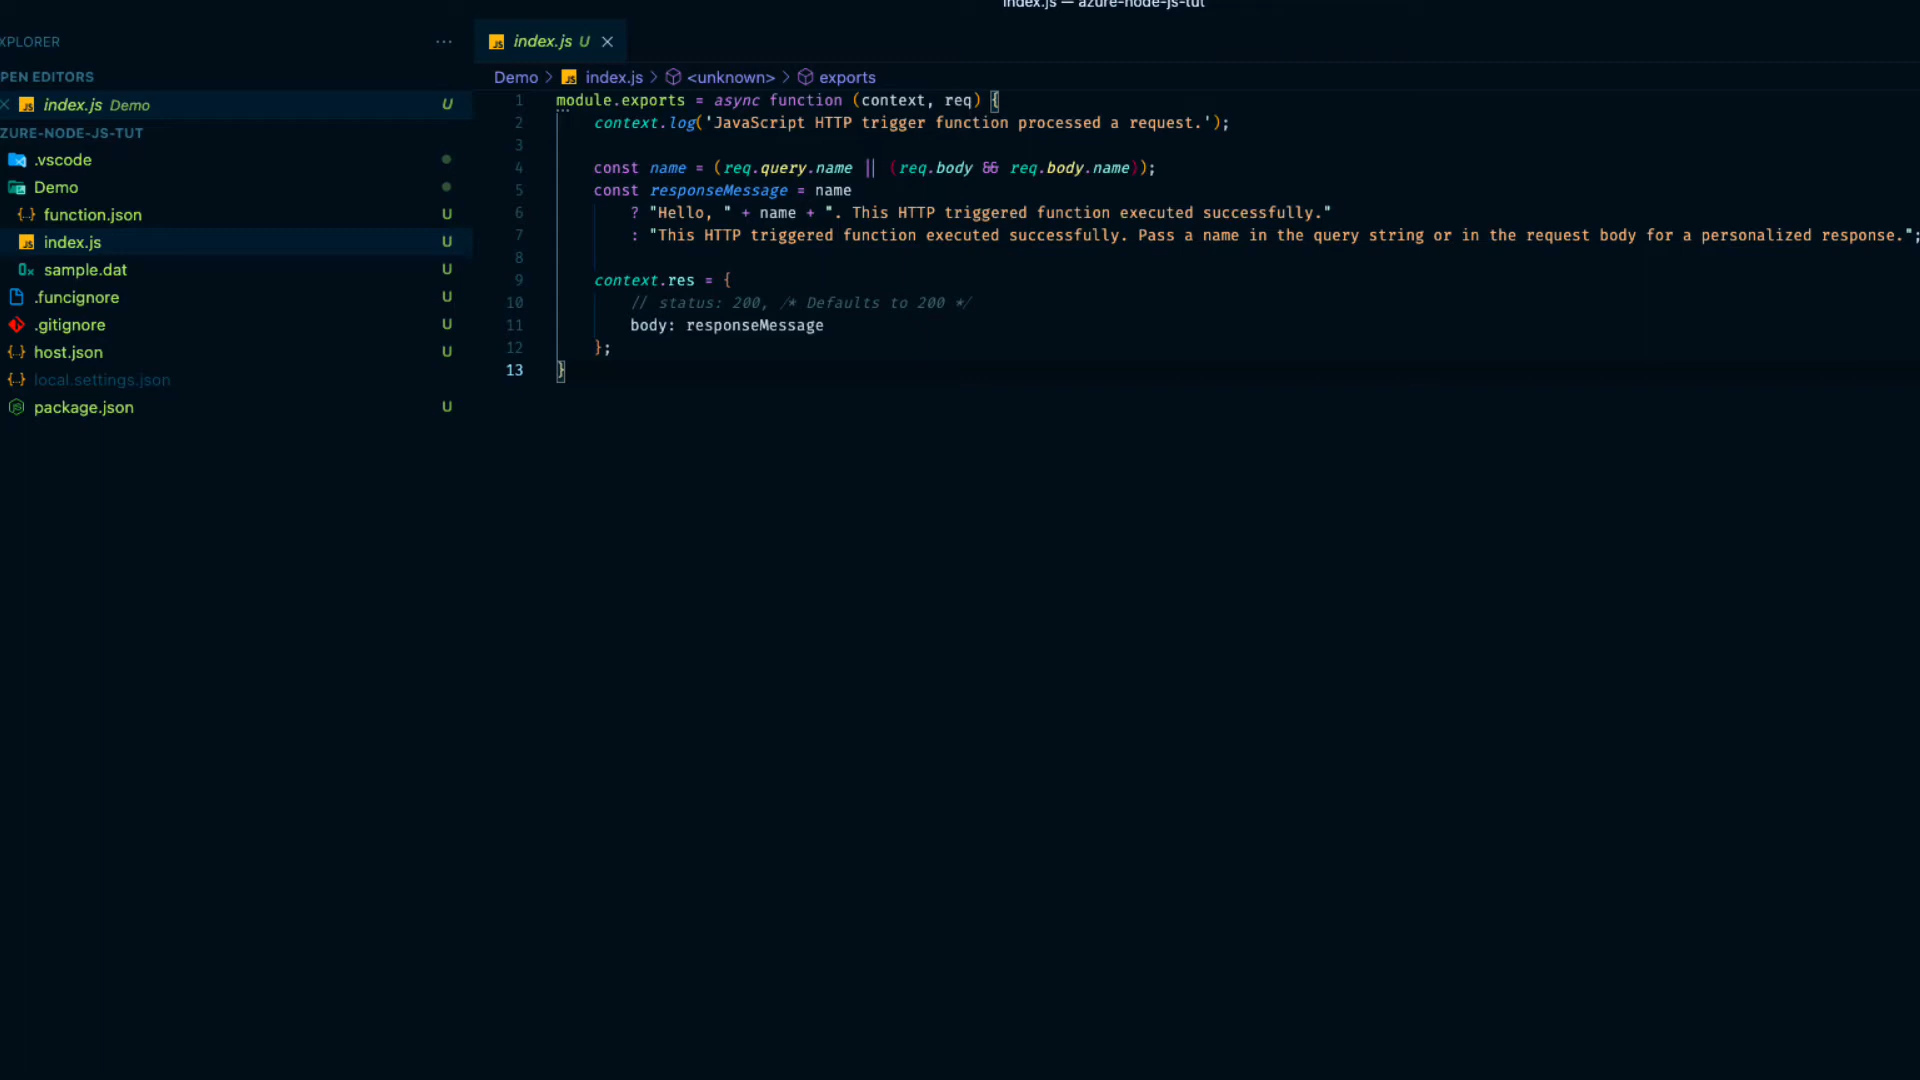 index.js — azure-node-js-tut
XPLORER
index.js U
PEN EDITORS
index.js Demo U
ZURE-NODE-JS-TUT
.vscode
Demo
function.json U
index.js U
sample.dat U
.funcignore U
.gitignore U
host.json U
local.settings.json
package.json U
Demo > index.js > <unknown> > exports
1 module.exports = async function (context, req) {
2 context.log('JavaScript HTTP trigger function processed a request.');
3
4 const name = (req.query.name || (req.body && req.body.name));
5 const responseMessage = name
6 ? "Hello, " + name + ". This HTTP triggered function executed successfully."
7 : "This HTTP triggered function executed successfully. Pass a name in the query string or in the request body for a personalized response.";
8
9 context.res = {
10 // status: 200, /* Defaults to 200 */
11 body: responseMessage
12 };
13 }